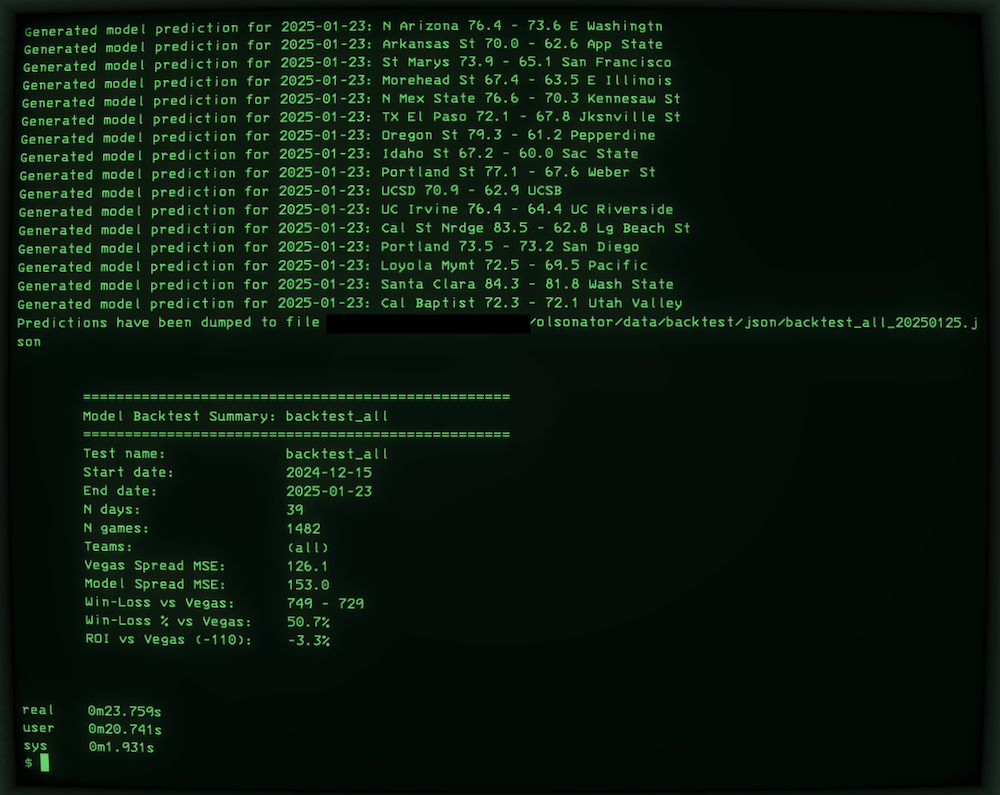 Generated model prediction for 2025-01-23: N Arizona 76.4 - 73.6 E Washingtn
Generated model prediction for 2025-01-23: Arkansas St 70.0 - 62.6 App State
Generated model prediction for 2025-01-23: St Marys 73.9 - 65.1 San Francisco
Generated model prediction for 2025-01-23: Morehead St 67.4 - 63.5 E Illinois
Generated model prediction for 2025-01-23: N Mex State 76.6 - 70.3 Kennesaw St
Generated model prediction for 2025-01-23: TX El Paso 72.1 - 67.8 Jksnville St
Generated model prediction for 2025-01-23: Oregon St 79.3 - 61.2 Pepperdine
Generated model prediction for 2025-01-23: Idaho St 67.2 - 60.0 Sac State
Generated model prediction for 2025-01-23: Portland St 77.1 - 67.6 Weber St
Generated model prediction for 2025-01-23: UCSD 70.9 - 62.9 UCSB
Generated model prediction for 2025-01-23: UC Irvine 76.4 - 64.4 UC Riverside
Generated model prediction for 2025-01-23: Cal St Nrdge 83.5 - 62.8 Lg Beach St
Generated model prediction for 2025-01-23: Portland 73.5 - 73.2 San Diego
Generated model prediction for 2025-01-23: Loyola Mymt 72.5 - 69.5 Pacific
Generated model prediction for 2025-01-23: Santa Clara 84.3 - 81.8 Wash State
Generated model prediction for 2025-01-23: Cal Baptist 72.3 - 72.1 Utah Valley
Predictions have been dumped to file /olsonator/data/backtest/json/backtest_all_20250125.j
son
==================================================
Model Backtest Summary: backtest_all
==================================================
Test name: backtest_all
Start date: 2024-12-15
End date: 2025-01-23
N days: 39
N games: 1482
Teams: (all)
Vegas Spread MSE: 126.1
Model Spread MSE: 153.0
Win-Loss vs Vegas: 749 - 729
Win-Loss % vs Vegas: 50.7%
ROI vs Vegas (-110): -3.3%
real 0m23.759s
user 0m20.741s
sys 0m1.931s
$